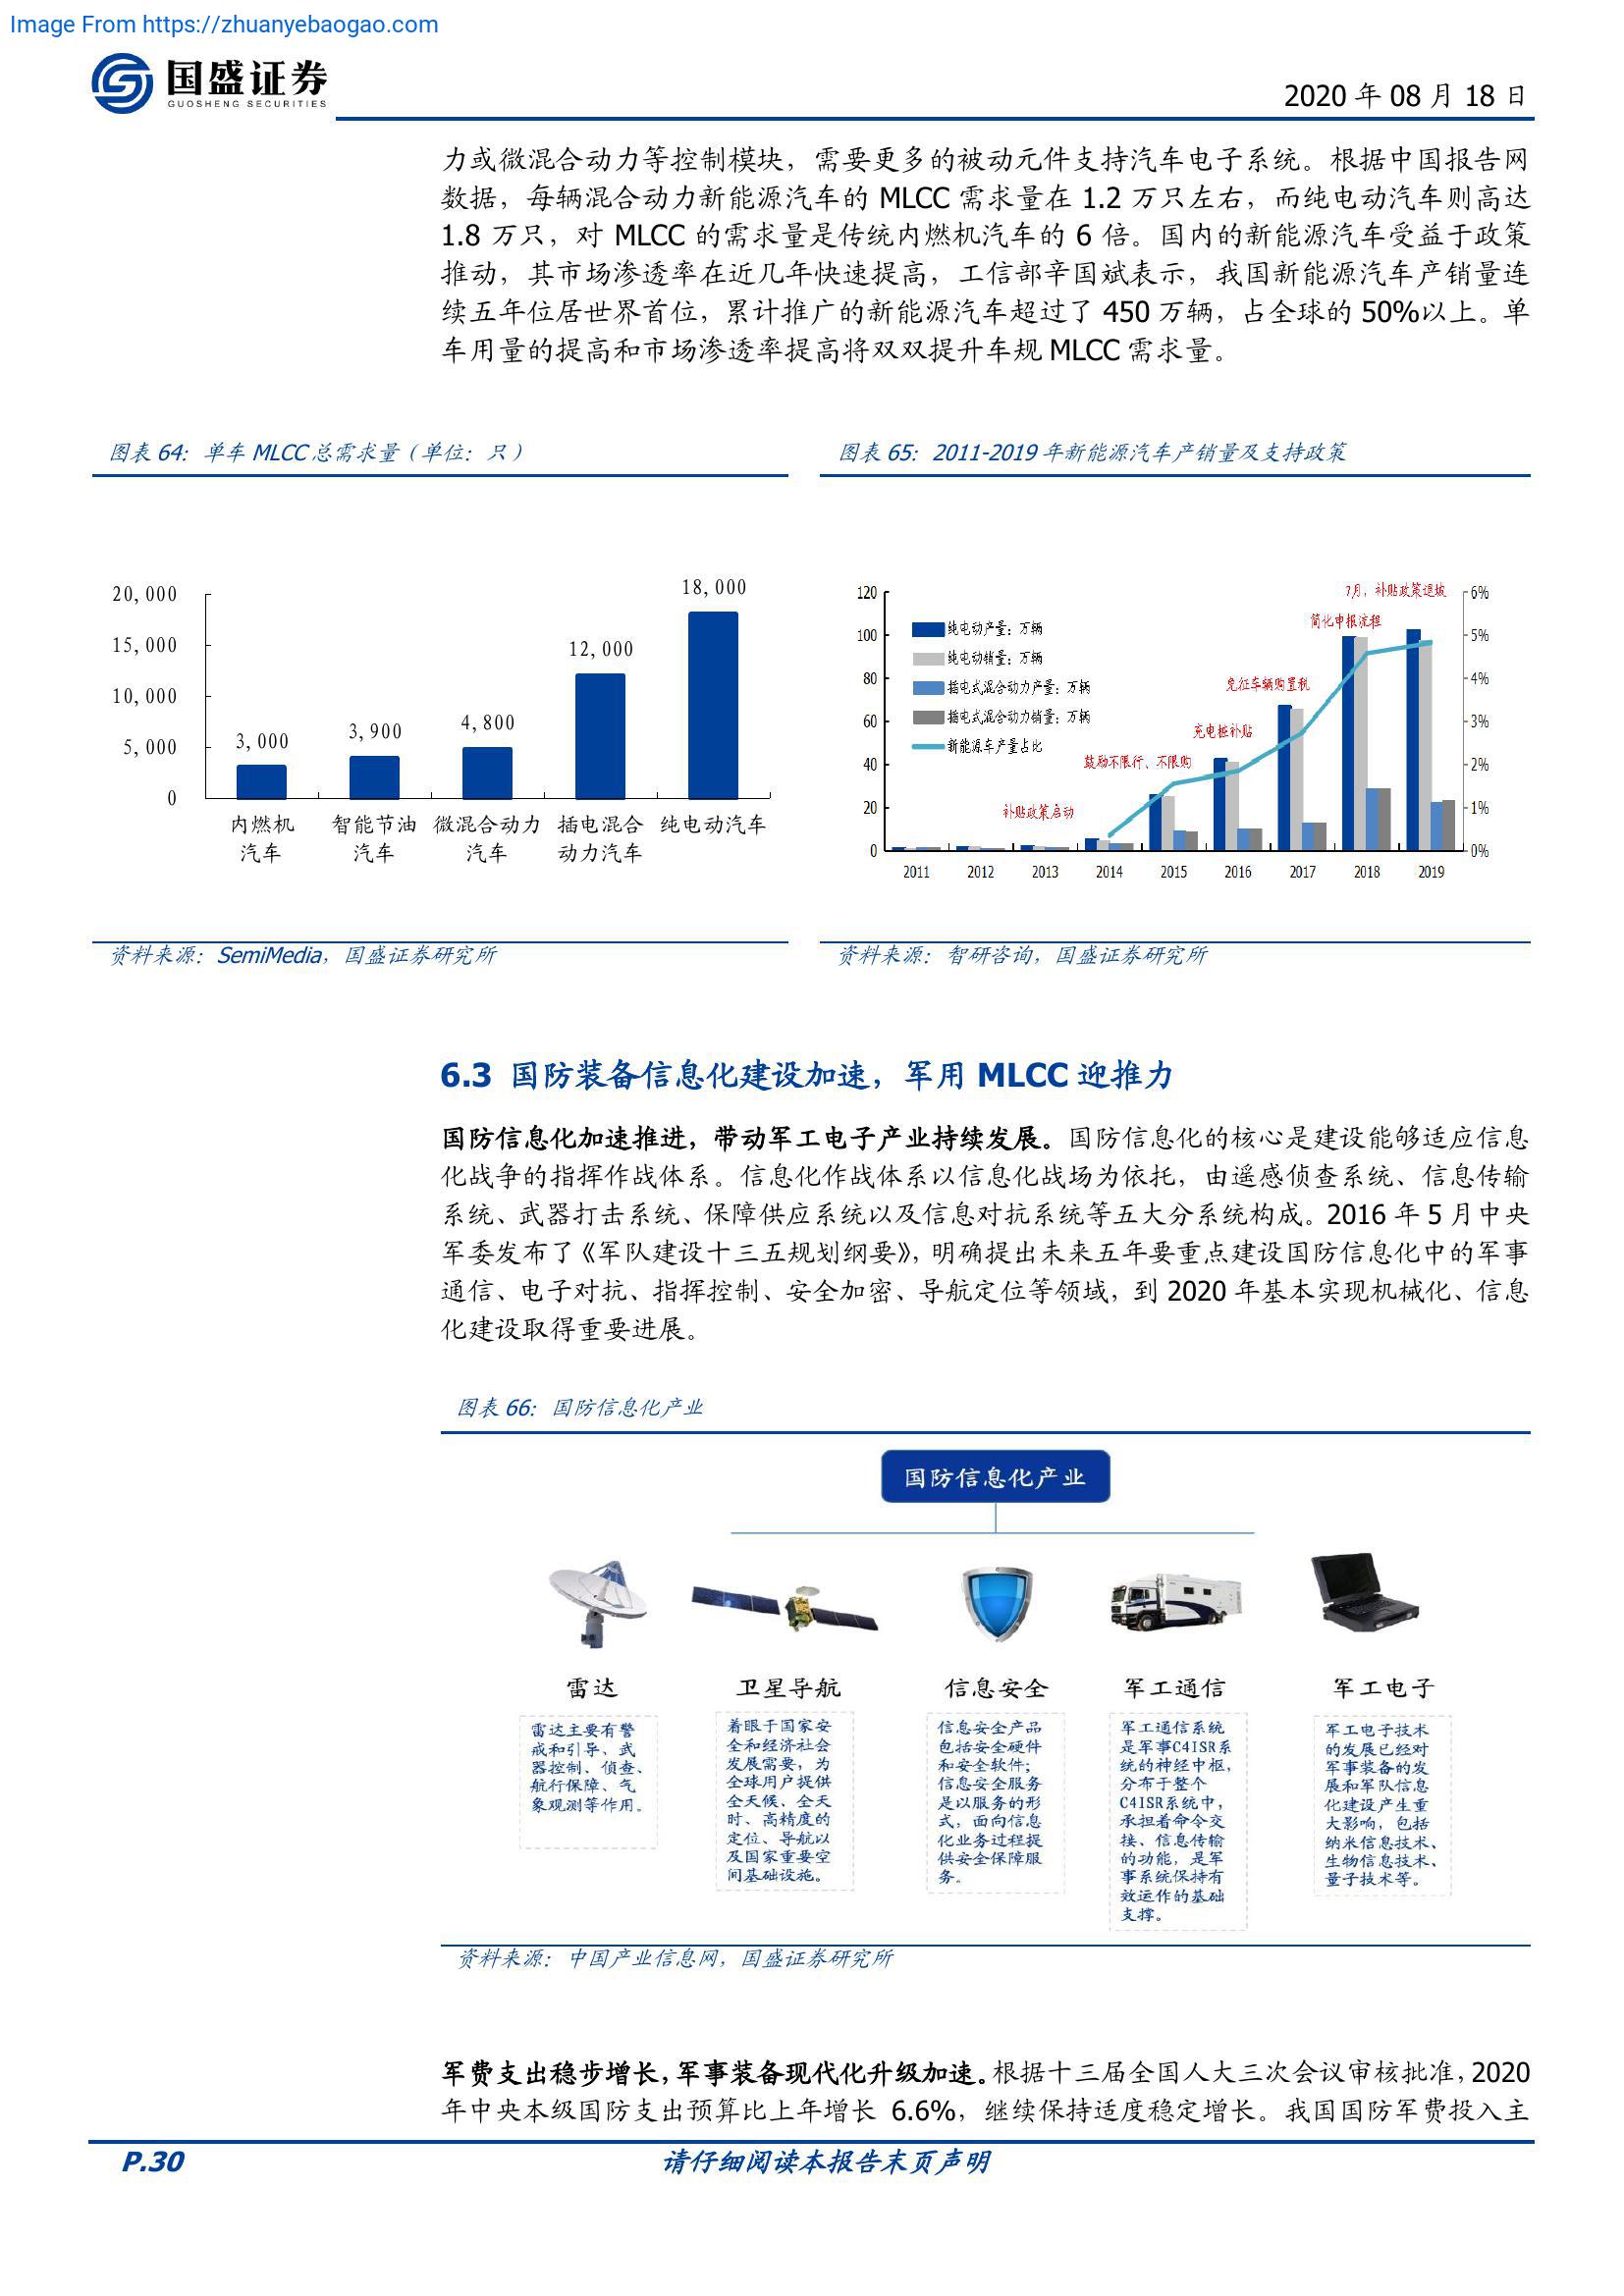 Image From https://zhuanyebaogao.com
国盛证券
GUOSHENG SECURITIES
2020 年 08 月 18 日
力或微混合动力等控制模块，需要更多的被动元件支持汽车电子系统。根据中国报告网
数据，每辆混合动力新能源汽车的 MLCC 需求量在 1.2 万只左右，而纯电动汽车则高达
1.8 万只，对 MLCC 的需求量是传统内燃机汽车的 6 倍。国内的新能源汽车受益于政策
推动，其市场渗透率在近几年快速提高，工信部辛国斌表示，我国新能源汽车产销量连
续五年位居世界首位，累计推广的新能源汽车超过了 450 万辆，占全球的 50%以上。单
车用量的提高和市场渗透率提高将双双提升车规 MLCC 需求量。
图表 64：单车 MLCC 总需求量（单位：只）
20,000
15,000
10,000
5,000
0
3,000
3,900
4,800
12,000
18,000
内燃机
汽车
智能节油
汽车
微混合动力
汽车
插电混合
动力汽车
纯电动汽车
资料来源：SemiMedia，国盛证券研究所
图表 65：2011-2019 年新能源汽车产销量及支持政策
120
100
80
60
40
20
0
纯电动产量：万辆
纯电动销量：万辆
插电式混合动力产量：万辆
插电式混合动力销量：万辆
新能源车产量占比
补贴政策启动
鼓励不限行、不限购
充电桩补贴
免征车辆购置税
简化申报流程
7月，补贴政策退坡
6%
5%
4%
3%
2%
1%
0%
2011 2012 2013 2014 2015 2016 2017 2018 2019
资料来源：智研咨询，国盛证券研究所
6.3 国防装备信息化建设加速，军用 MLCC 迎推力
国防信息化加速推进，带动军工电子产业持续发展。国防信息化的核心是建设能够适应信息
化战争的指挥作战体系。信息化作战体系以信息化战场为依托，由遥感侦查系统、信息传输
系统、武器打击系统、保障供应系统以及信息对抗系统等五大分系统构成。2016 年 5 月中央
军委发布了《军队建设十三五规划纲要》，明确提出未来五年要重点建设国防信息化中的军事
通信、电子对抗、指挥控制、安全加密、导航定位等领域，到 2020 年基本实现机械化、信息
化建设取得重要进展。
图表 66：国防信息化产业
国防信息化产业
雷达
雷达主要有警
戒和引导、武
器控制、侦查、
航行保障、气
象观测等作用。
卫星导航
着眼于国家安
全和经济社会
发展需要，为
全球用户提供
全天候、全天
时、高精度的
定位、导航以
及国家重要空
间基础设施。
信息安全
信息安全产品
包括安全硬件
和安全软件；
信息安全服务
是以服务的形
式，面向信息
化业务过程提
供安全保障服
务。
军工通信
军工通信系统
是军事C4ISR系
统的神经中枢，
分布于整个
C4ISR系统中，
承担着命令交
接、信息传输
的功能，是军
事系统保持有
效运作的基础
支撑。
军工电子
军工电子技术
的发展已经对
军事装备的发
展和军队信息
化建设产生重
大影响，包括
纳米信息技术、
生物信息技术、
量子技术等。
资料来源：中国产业信息网，国盛证券研究所
军费支出稳步增长，军事装备现代化升级加速。根据十三届全国人大三次会议审核批准，2020
年中央本级国防支出预算比上年增长 6.6%，继续保持适度稳定增长。我国国防军费投入主
P.30
请仔细阅读本报告末页声明